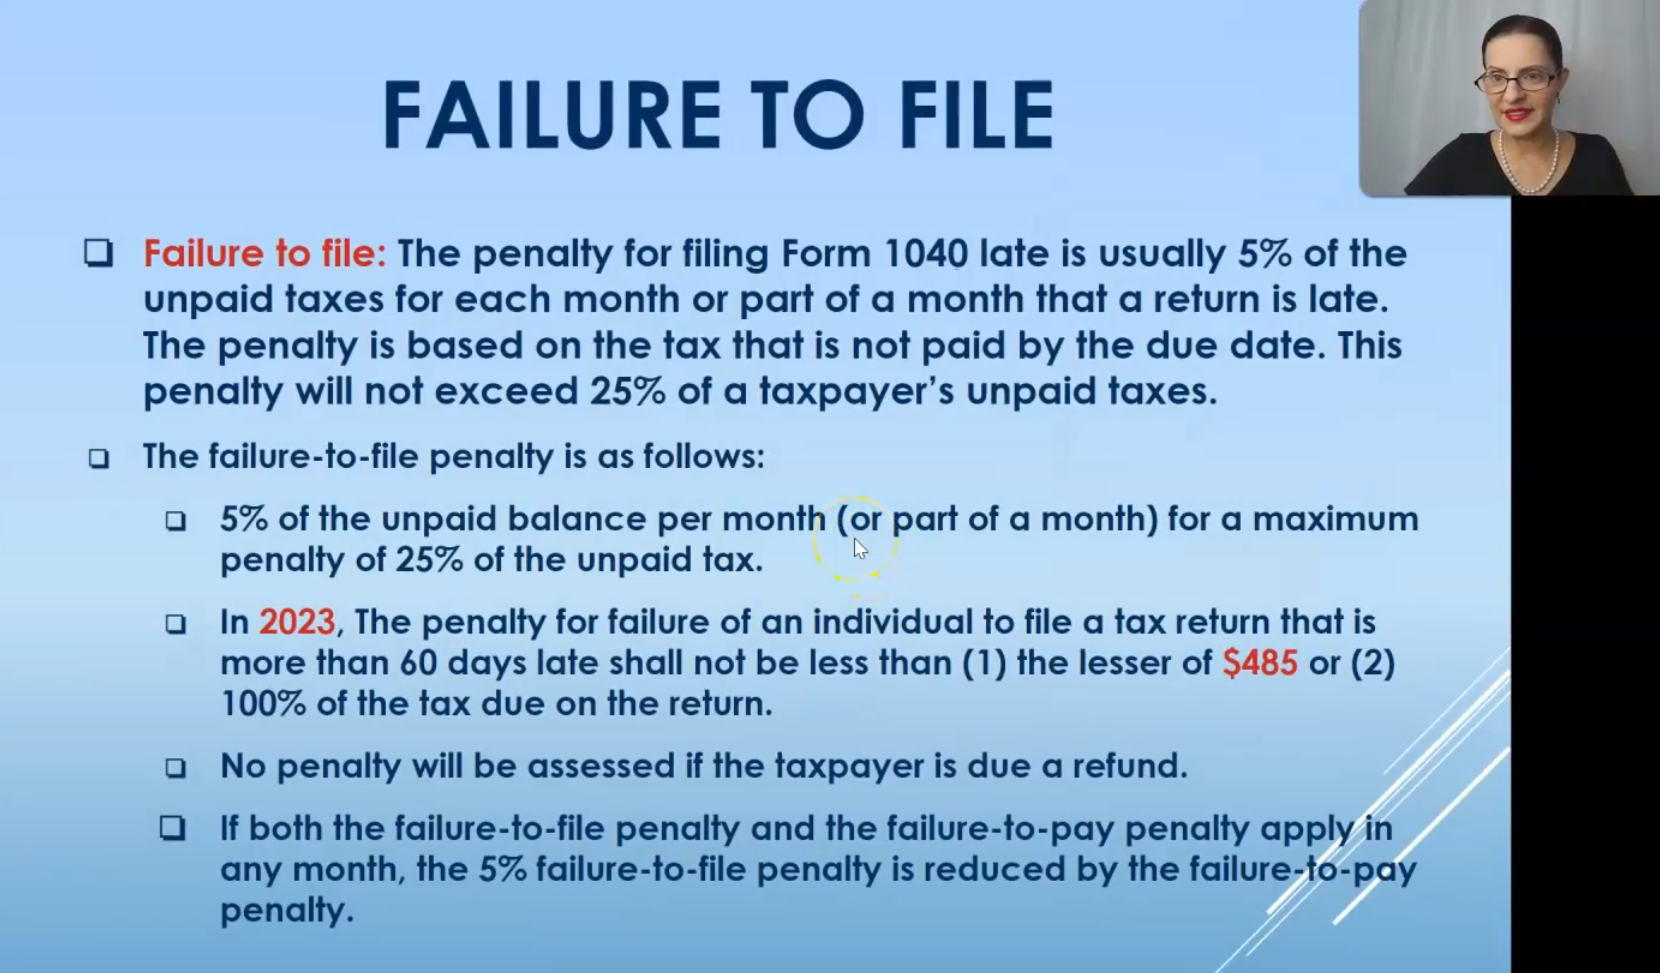 FAILURE TO FILE
Failure to file: The penalty for filing Form 1040 late is usually 5% of the
unpaid taxes for each month or part of a month that a return is late.
The penalty is based on the tax that is not paid by the due date. This
penalty will not exceed 25% of a taxpayer’s unpaid taxes.
The failure-to-file penalty is as follows:
5% of the unpaid balance per month (or part of a month) for a maximum
penalty of 25% of the unpaid tax.
In 2023, The penalty for failure of an individual to file a tax return that is
more than 60 days late shall not be less than (1) the lesser of $485 or (2)
100% of the tax due on the return.
No penalty will be assessed if the taxpayer is due a refund.
If both the failure-to-file penalty and the failure-to-pay penalty apply in
any month, the 5% failure-to-file penalty is reduced by the failure-to-pay
penalty.